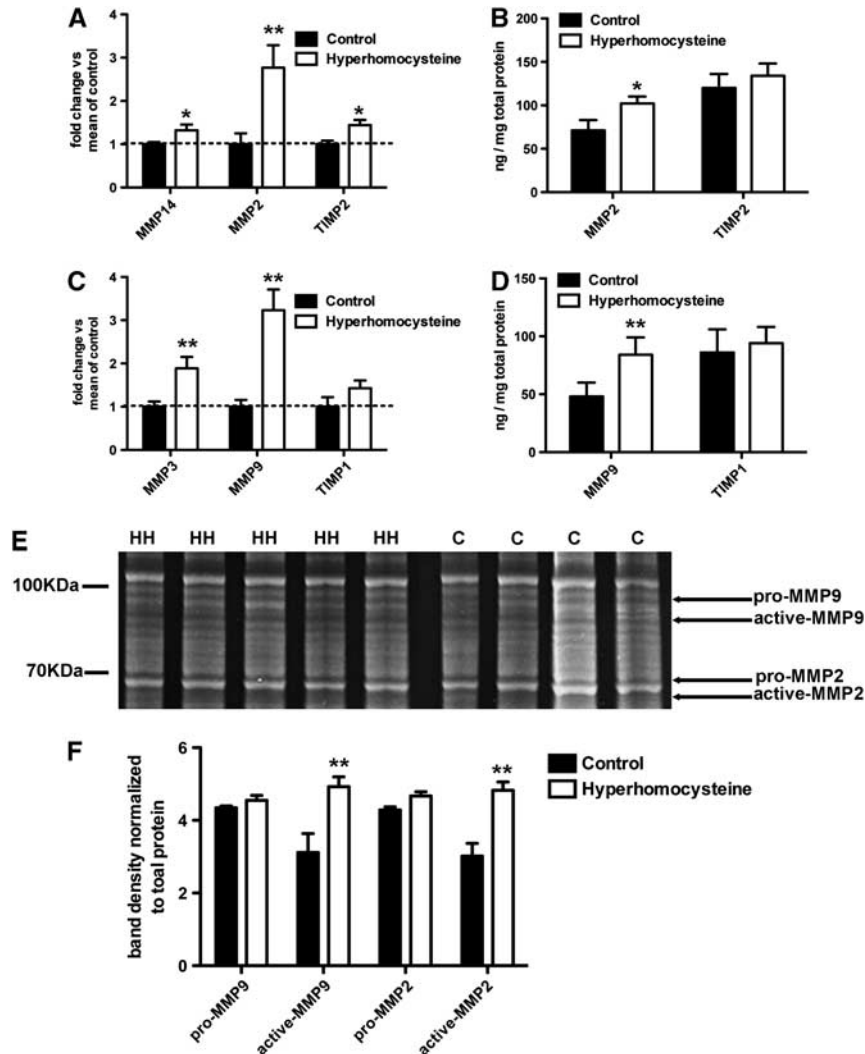 A
fold change vs
mean of control
4
3
2
1
0
**
*
*
Control
Hyperhomocysteine
MMP14
MMP2
TIMP2
B
ng / mg total protein
200
150
100
50
0
Control
Hyperhomocysteine
*
MMP2
TIMP2
C
fold change vs
mean of control
4
3
2
1
0
**
**
Control
Hyperhomocysteine
MMP3
MMP9
TIMP1
D
ng / mg total protein
150
100
50
0
Control
Hyperhomocysteine
**
MMP9
TIMP1
E
HH HH HH HH HH C C C C
100KDa
70KDa
pro-MMP9
active-MMP9
pro-MMP2
active-MMP2
F
band density normalized
to toal protein
6
4
2
0
** **
Control
Hyperhomocysteine
pro-MMP9
active-MMP9
pro-MMP2
active-MMP2